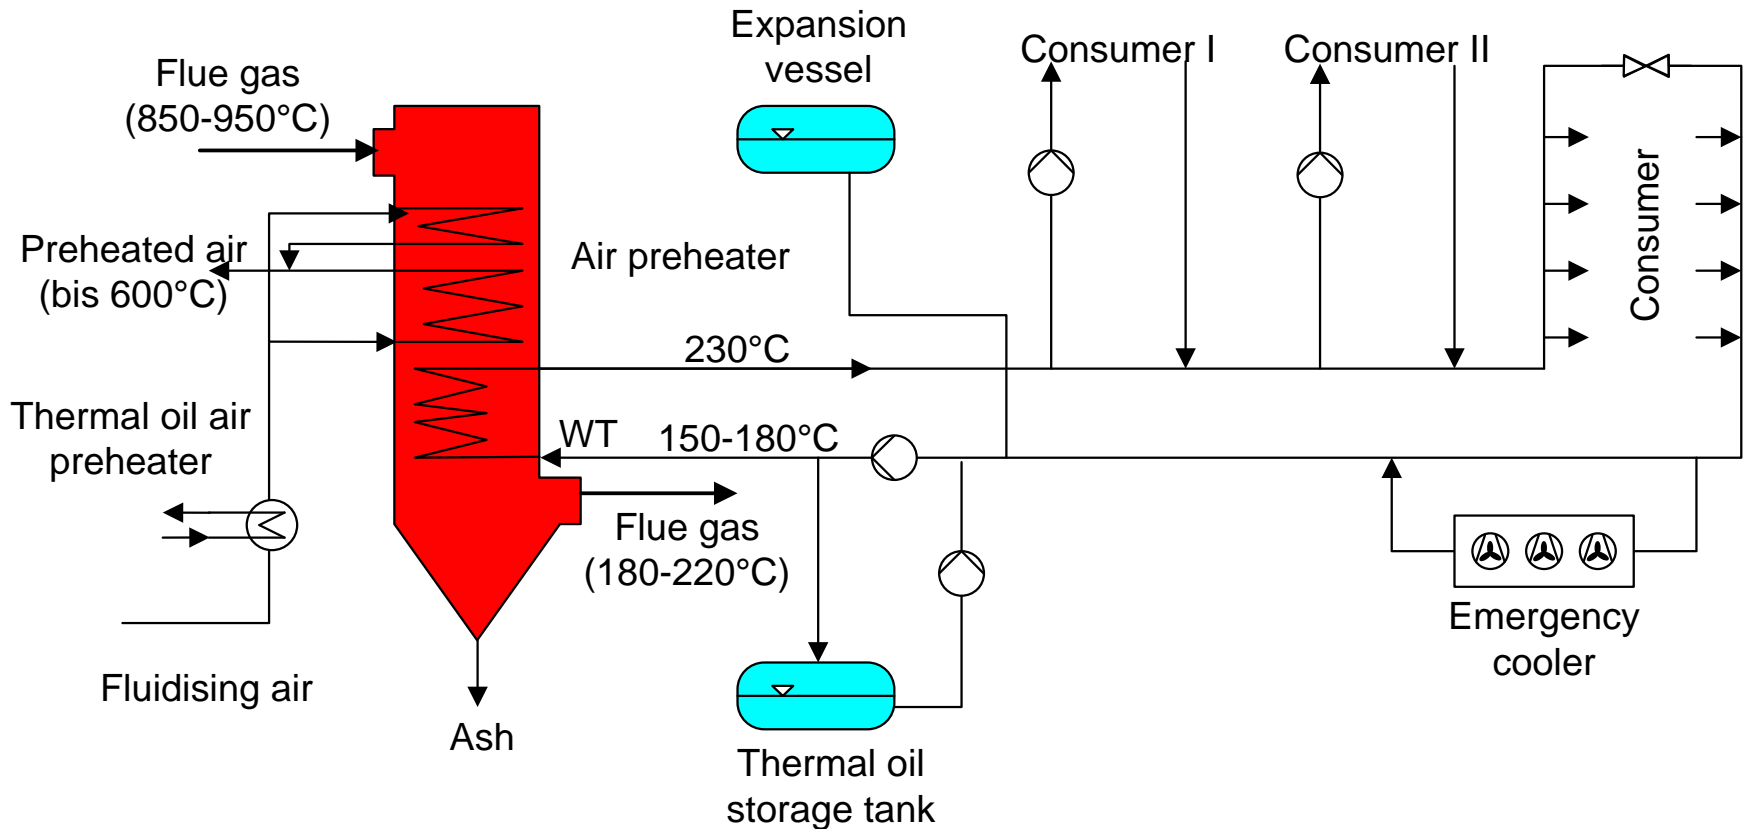 Expansion
vessel
Consumer I
Consumer II
Flue gas
(850-950°C)
Consumer
Preheated air
(bis 600°C)
Air preheater
230°C
Thermal oil air
preheater
WT
150-180°C
Flue gas
(180-220°C)
Emergency
cooler
Fluidising air
Ash
Thermal oil
storage tank